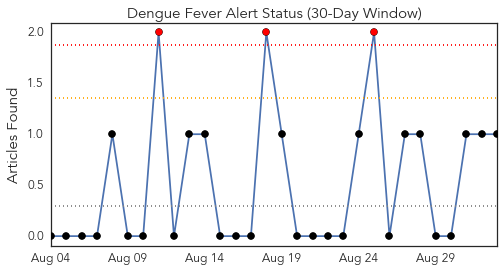 Dengue Fever Alert Status (30-Day Window)
Articles Found
2.0
1.5
1.0
0.5
0.0
Aug 04 Aug 09 Aug 14 Aug 19 Aug 24 Aug 29